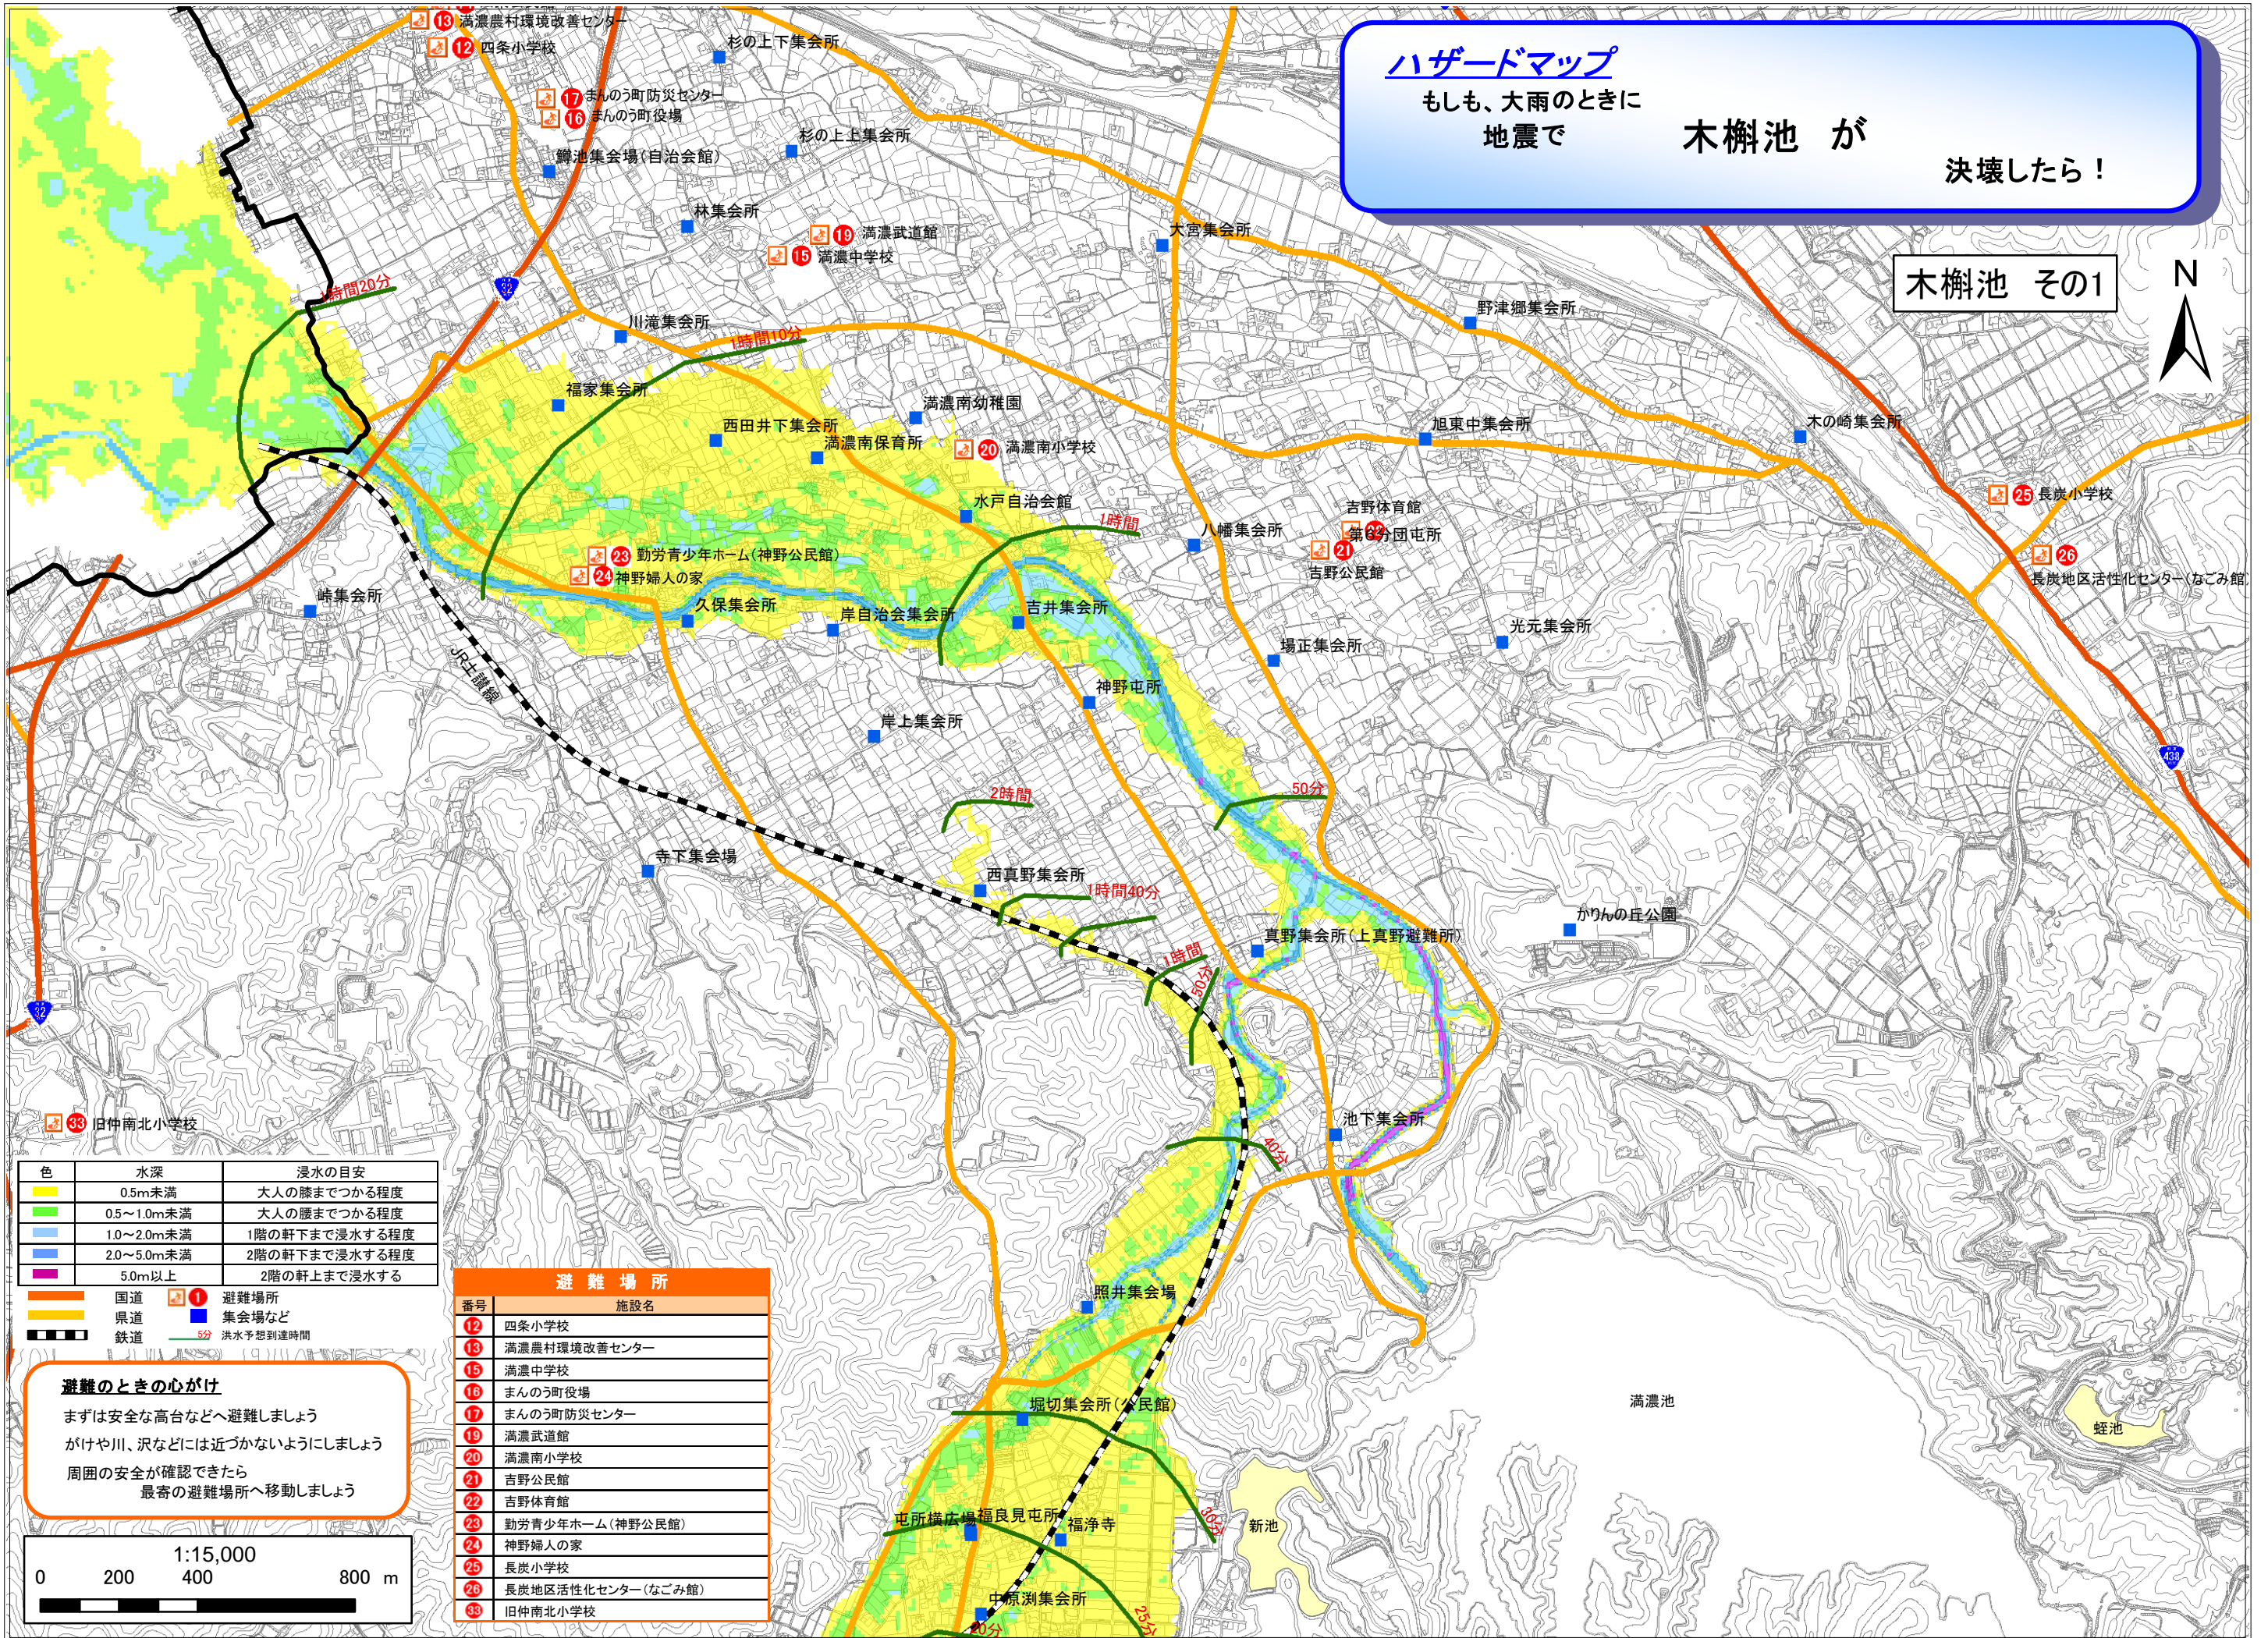 ハザードマップ
もしも、大雨のときに
地震で
木槲池 が
決壊したら！
木槲池 その1
N
13 満濃農村環境改善センター
12 四条小学校
杉の上下集会所
17 まんのう町防災センター
16 まんのう町役場
杉の上上集会所
鱒池集会場(自治会館)
林集会所
19 満濃武道館
15 満濃中学校
大宮集会所
32
1時間20分
川滝集会所
1時間10分
野津郷集会所
福家集会所
満濃南幼稚園
西田井下集会所
満濃南保育所
20 満濃南小学校
旭東中集会所
木の崎集会所
水戸自治会館
1時間
八幡集会所
吉野体育館
22
第6分団屯所
21
吉野公民館
25 長炭小学校
26
長炭地区活性化センター(なごみ館)
23 勤労青少年ホーム(神野公民館)
24 神野婦人の家
峠集会所
久保集会所
岸自治会集会所
吉井集会所
光元集会所
場正集会所
JR土讃線
神野屯所
岸上集会所
438
50分
2時間
寺下集会場
西真野集会所
1時間40分
かりんの丘公園
真野集会所(上真野避難所)
1時間
50分
32
33 旧仲南北小学校
池下集会所
40分
照井集会場
堀切集会所(公民館)
満濃池
蛭池
新池
30分
屯所横広場
福良見屯所
福浄寺
中原渕集会所
25分
20分
色 水深 浸水の目安
0.5m未満 大人の膝までつかる程度
0.5～1.0m未満 大人の腰までつかる程度
1.0～2.0m未満 1階の軒下まで浸水する程度
2.0～5.0m未満 2階の軒下まで浸水する程度
5.0m以上 2階の軒上まで浸水する
国道 1 避難場所
県道 集会場など
鉄道 5分 洪水予想到達時間
避難のときの心がけ
まずは安全な高台などへ避難しましょう
がけや川、沢などには近づかないようにしましょう
周囲の安全が確認できたら
最寄の避難場所へ移動しましょう
1:15,000
0 200 400 800 m
避難場所
番号 施設名
12 四条小学校
13 満濃農村環境改善センター
15 満濃中学校
16 まんのう町役場
17 まんのう町防災センター
19 満濃武道館
20 満濃南小学校
21 吉野公民館
22 吉野体育館
23 勤労青少年ホーム(神野公民館)
24 神野婦人の家
25 長炭小学校
26 長炭地区活性化センター(なごみ館)
33 旧仲南北小学校